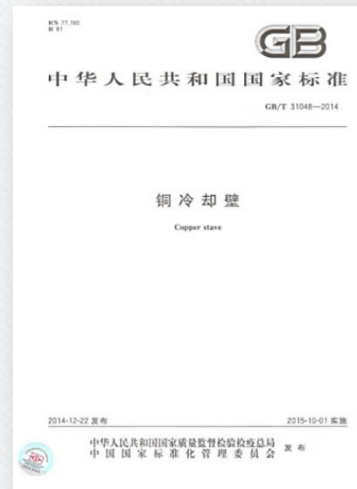 ICS 77.180
H 61
GB
中华人民共和国国家标准
GB/T 31048—2014
铜冷却壁
Copper stave
2014-12-22 发布
2015-10-01 实施
中华人民共和国国家质量监督检验检疫总局
中国国家标准化管理委员会
发布